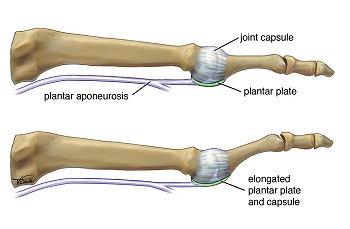 joint capsule
plantar aponeurosis
plantar plate
elongated
plantar plate
and capsule